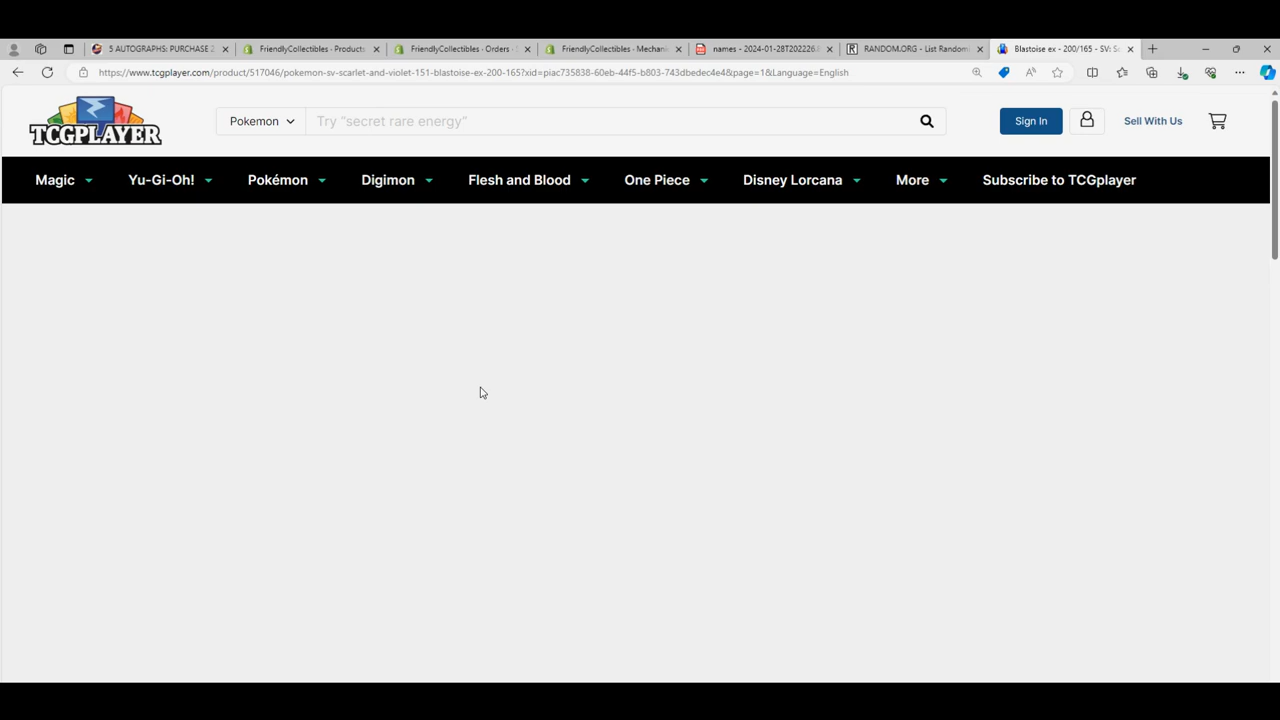 5 AUTOGRAPHS: PURCHASE 2
FriendlyCollectibles · Products
FriendlyCollectibles · Orders · S
FriendlyCollectibles · Mechani
names - 2024-01-28T202226.
RANDOM.ORG - List Random
Blastoise ex - 200/165 - SV: Sc
https://www.tcgplayer.com/product/517046/pokemon-sv-scarlet-and-violet-151-blastoise-ex-200-165?xid=piac735838-60eb-44f5-b803-743dbedec4e4&page=1&Language=English
TCGPLAYER
Pokemon
Try "secret rare energy"
Sign In
Sell With Us
Magic
Yu-Gi-Oh!
Pokémon
Digimon
Flesh and Blood
One Piece
Disney Lorcana
More
Subscribe to TCGplayer